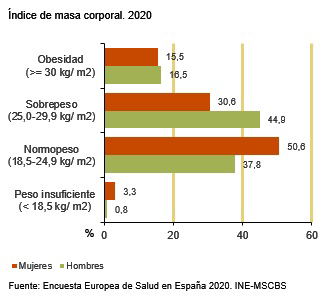 Índice de masa corporal. 2020
Obesidad
(>= 30 kg/ m2)
15,5
16,5
Sobrepeso
(25,0-29,9 kg/ m2)
30,6
44,9
Normopeso
(18,5-24,9 kg/ m2)
50,6
37,8
Peso insuficiente
(< 18,5 kg/ m2)
3,3
0,8
% 0 20 40 60
Mujeres Hombres
Fuente: Encuesta Europea de Salud en España 2020. INE-MSCBS